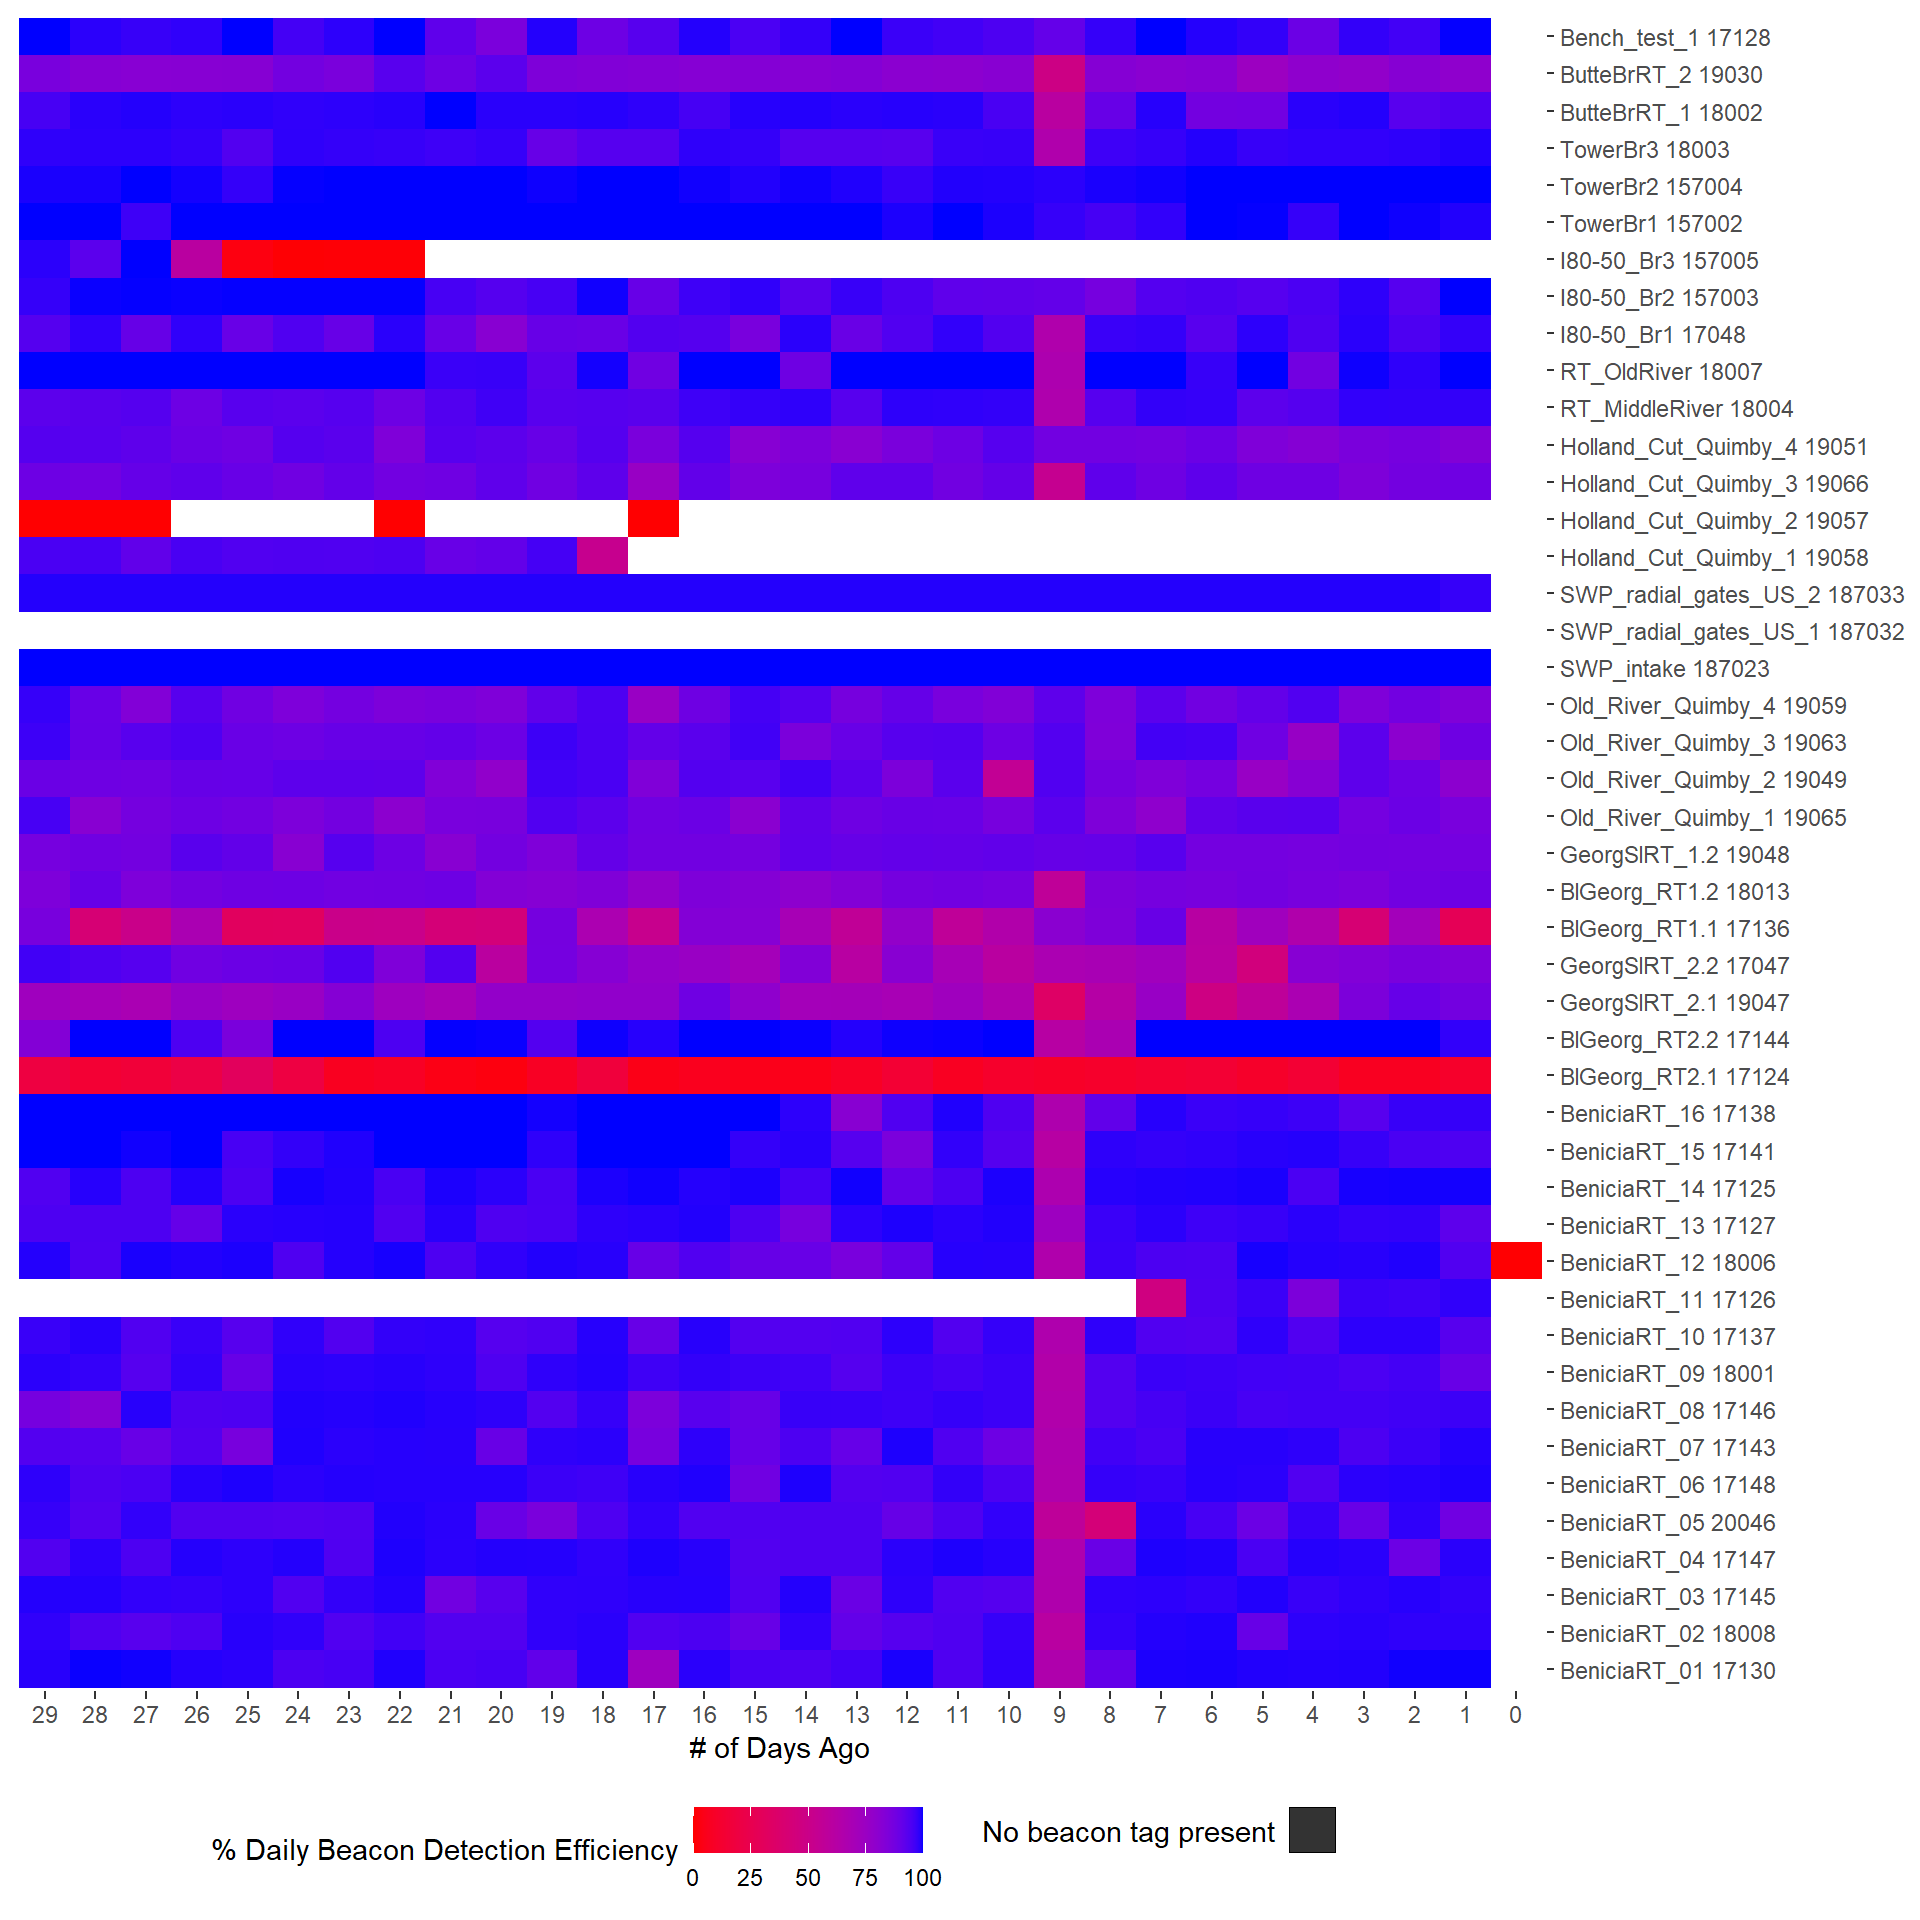 Bench_test_1 17128
ButteBrRT_2 19030
ButteBrRT_1 18002
TowerBr3 18003
TowerBr2 157004
TowerBr1 157002
I80-50_Br3 157005
I80-50_Br2 157003
I80-50_Br1 17048
RT_OldRiver 18007
RT_MiddleRiver 18004
Holland_Cut_Quimby_4 19051
Holland_Cut_Quimby_3 19066
Holland_Cut_Quimby_2 19057
Holland_Cut_Quimby_1 19058
SWP_radial_gates_US_2 187033
SWP_radial_gates_US_1 187032
SWP_intake 187023
Old_River_Quimby_4 19059
Old_River_Quimby_3 19063
Old_River_Quimby_2 19049
Old_River_Quimby_1 19065
GeorgSlRT_1.2 19048
BlGeorg_RT1.2 18013
BlGeorg_RT1.1 17136
GeorgSlRT_2.2 17047
GeorgSlRT_2.1 19047
BlGeorg_RT2.2 17144
BlGeorg_RT2.1 17124
BeniciaRT_16 17138
BeniciaRT_15 17141
BeniciaRT_14 17125
BeniciaRT_13 17127
BeniciaRT_12 18006
BeniciaRT_11 17126
BeniciaRT_10 17137
BeniciaRT_09 18001
BeniciaRT_08 17146
BeniciaRT_07 17143
BeniciaRT_06 17148
BeniciaRT_05 20046
BeniciaRT_04 17147
BeniciaRT_03 17145
BeniciaRT_02 18008
BeniciaRT_01 17130
29 28 27 26 25 24 23 22 21 20 19 18 17 16 15 14 13 12 11 10 9 8 7 6 5 4 3 2 1 0
# of Days Ago
% Daily Beacon Detection Efficiency
0 25 50 75 100
No beacon tag present